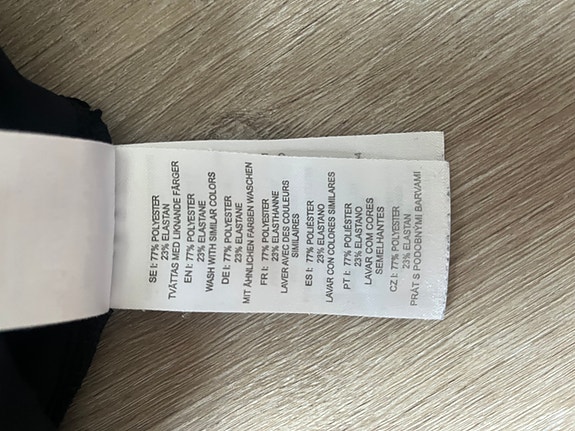 SE I: 77% POLYESTER
23% ELASTAN
TVÄTTAS MED LIKNANDE FÄRGER
EN I: 77% POLYESTER
23% ELASTANE
WASH WITH SIMILAR COLORS
DE I: 77% POLYESTER
23% ELASTANE
MIT ÄHNLICHEN FARBEN WASCHEN
FR I: 77% POLYESTER
23% ELASTHANNE
LAVER AVEC DES COULEURS
SIMILAIRES
ES I: 77% POLIÉSTER
23% ELASTANO
LAVAR CON COLORES SIMILARES
PT I: 77% POLIÉSTER
23% ELASTANO
LAVAR COM CORES
SEMELHANTES
CZ I: 77% POLYESTER
23% ELASTAN
PRÁT S PODOBNÝMI BARVAMI